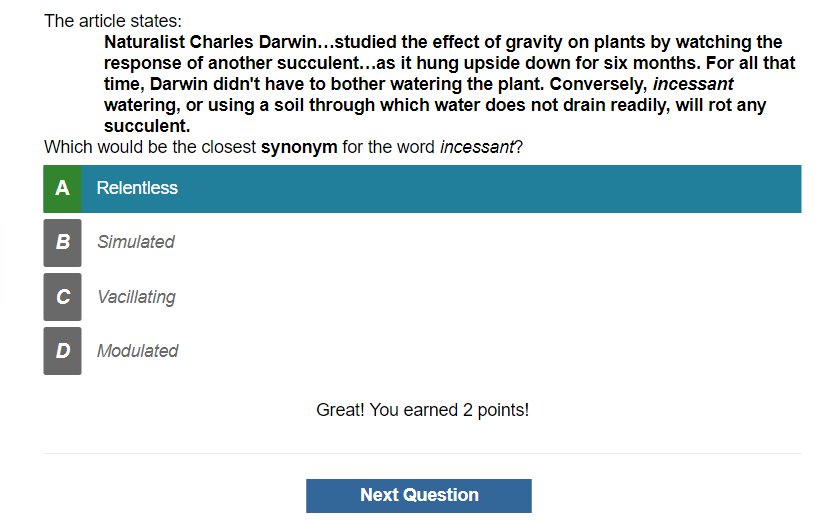 The article states:
Naturalist Charles Darwin…studied the effect of gravity on plants by watching the
response of another succulent…as it hung upside down for six months. For all that
time, Darwin didn't have to bother watering the plant. Conversely, incessant
watering, or using a soil through which water does not drain readily, will rot any
succulent.
Which would be the closest synonym for the word incessant?
A Relentless
B Simulated
C Vacillating
D Modulated
Great! You earned 2 points!
Next Question